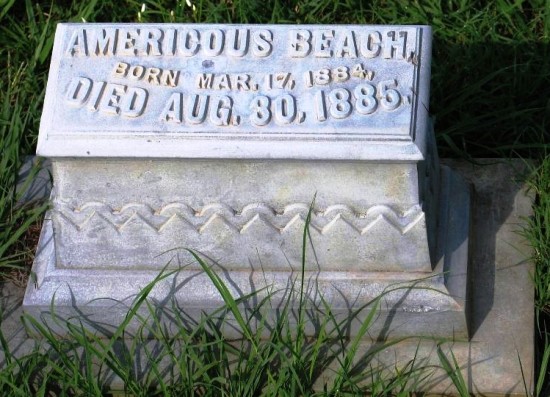 AMERICOUS BEACH,
BORN MAR. 17, 1884,
DIED AUG. 30, 1885.